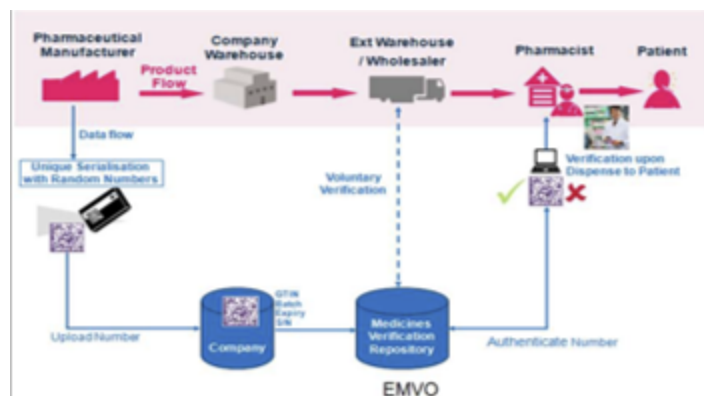 Pharmaceutical
Manufacturer
Company
Warehouse
Ext Warehouse
/ Wholesaler
Pharmacist
Patient
Product
Flow
Data flow
Unique Serialisation
with Random Numbers
Voluntary
Verification
Verification upon
Dispense to Patient
GTIN
Batch
Expiry
S/N
Upload Number
Company
Medicines
Verification
Repository
Authenticate Number
EMVO